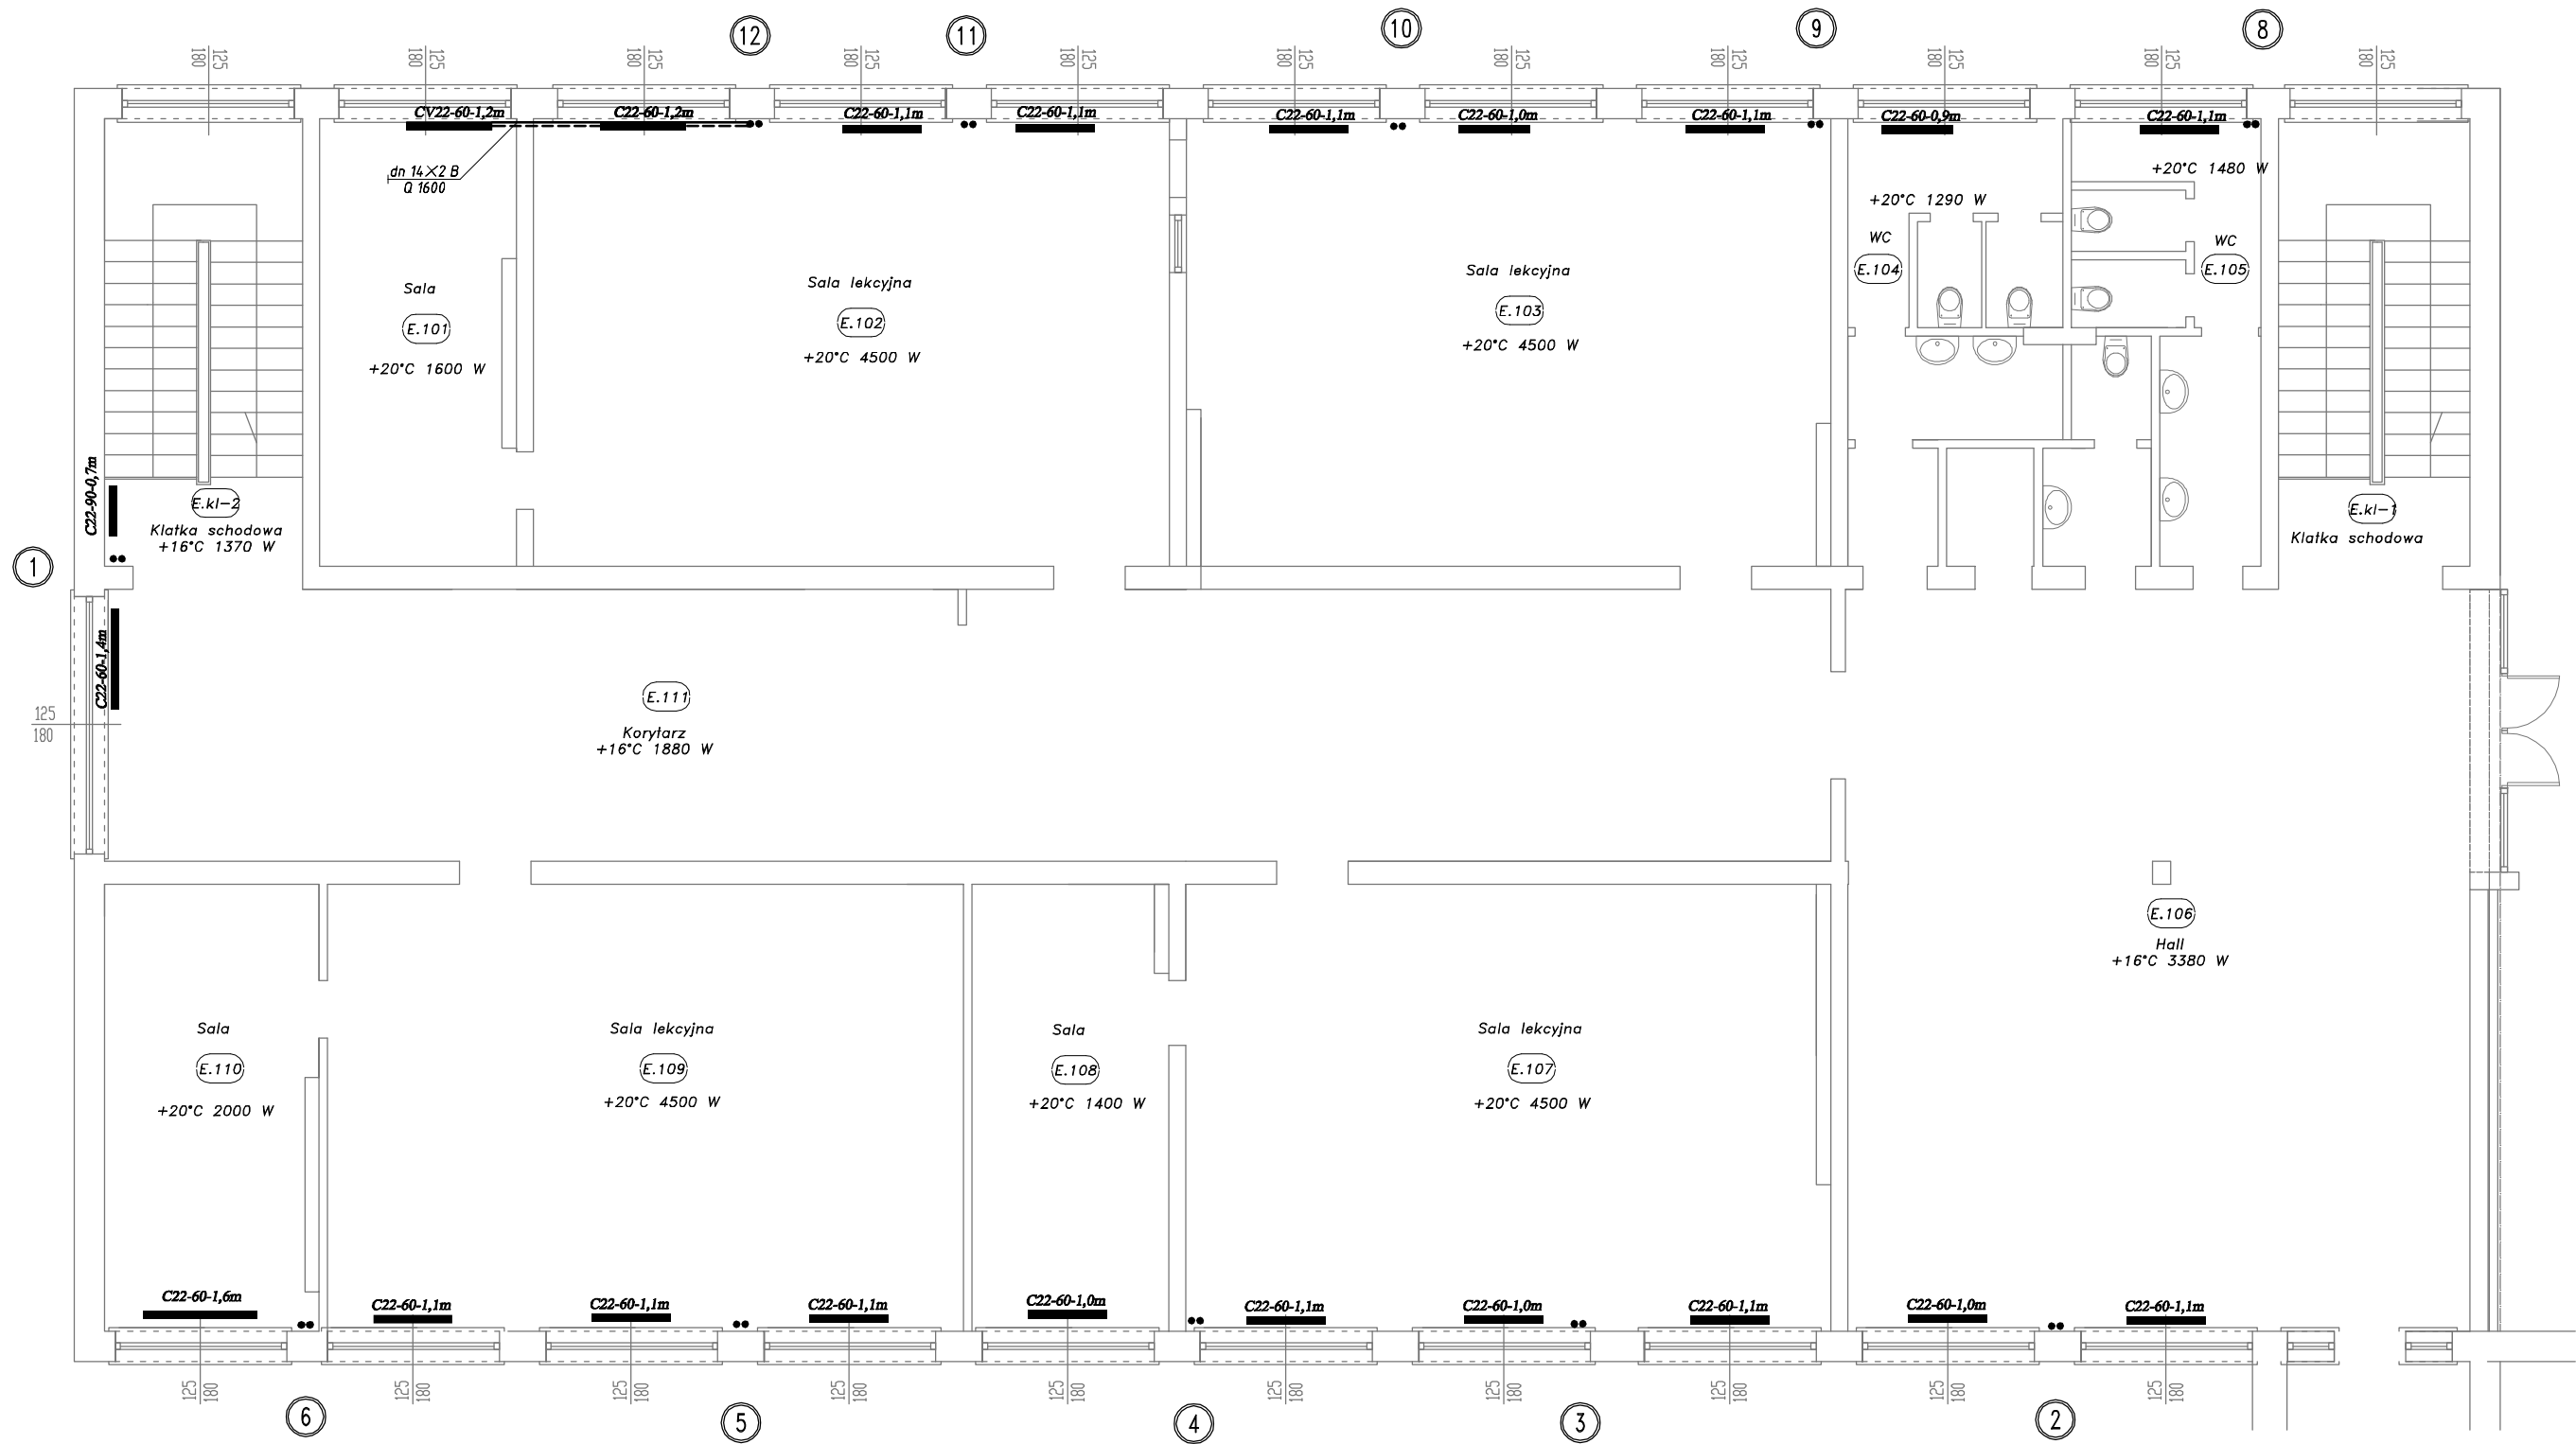 12
11
10
9
8
180 125
180 125
180 125
180 125
180 125
180 125
180 125
180 125
180 125
180 125
180 125
CV22-60-1,2m
C22-60-1,2m
C22-60-1,1m
C22-60-1,1m
C22-60-1,1m
C22-60-1,0m
C22-60-1,1m
C22-60-0,9m
C22-60-1,1m
dn 14×2 B
Q 1600
+20°C 1480 W
+20°C 1290 W
WC
E.104
WC
E.105
Sala
E.101
+20°C 1600 W
Sala lekcyjna
E.102
+20°C 4500 W
Sala lekcyjna
E.103
+20°C 4500 W
C22-90-0,7m
E.kl-2
Klatka schodowa
+16°C 1370 W
E.kl-1
Klatka schodowa
1
C22-60-1,4m
125
180
E.111
Korytarz
+16°C 1880 W
E.106
Hall
+16°C 3380 W
Sala
E.110
+20°C 2000 W
Sala lekcyjna
E.109
+20°C 4500 W
Sala
E.108
+20°C 1400 W
Sala lekcyjna
E.107
+20°C 4500 W
C22-60-1,6m
C22-60-1,1m
C22-60-1,1m
C22-60-1,1m
C22-60-1,0m
C22-60-1,1m
C22-60-1,0m
C22-60-1,1m
C22-60-1,0m
C22-60-1,1m
125 180
125 180
125 180
125 180
125 180
125 180
125 180
125 180
125 180
125 180
6
5
4
3
2